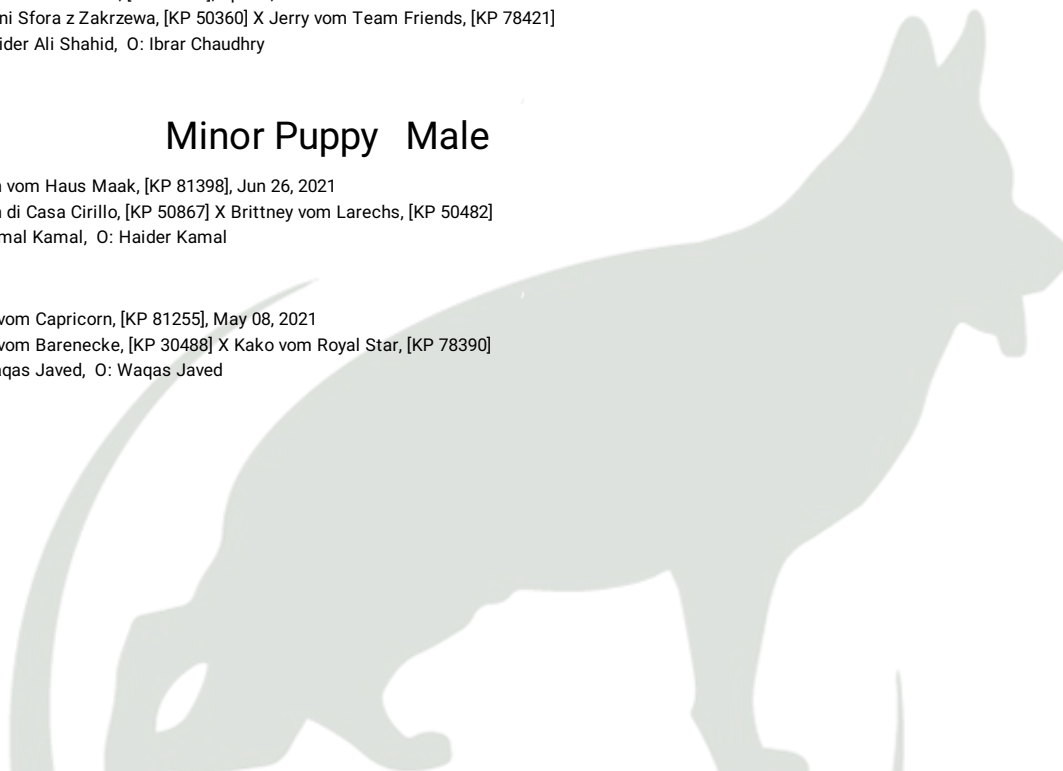 ni Sfora z Zakrzewa, [KP 50360] X Jerry vom Team Friends, [KP 78421]
ider Ali Shahid, O: Ibrar Chaudhry
Minor Puppy Male
vom Haus Maak, [KP 81398], Jun 26, 2021
di Casa Cirillo, [KP 50867] X Brittney vom Larechs, [KP 50482]
mal Kamal, O: Haider Kamal
vom Capricorn, [KP 81255], May 08, 2021
vom Barenecke, [KP 30488] X Kako vom Royal Star, [KP 78390]
qas Javed, O: Waqas Javed